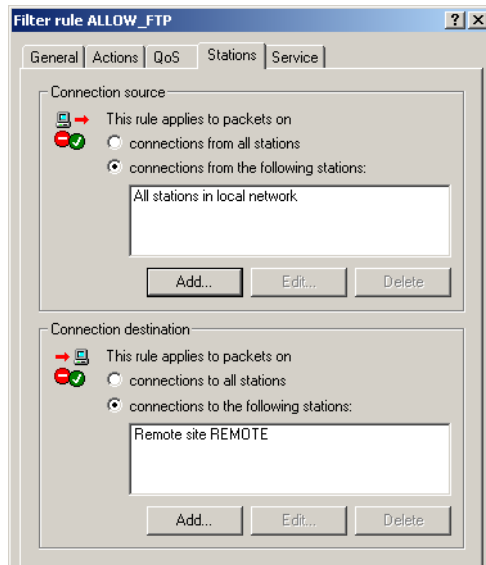 Filter rule ALLOW_FTP
General Actions QoS Stations Service
Connection source
This rule applies to packets on
connections from all stations
connections from the following stations:
All stations in local network
Add... Edit... Delete
Connection destination
This rule applies to packets on
connections to all stations
connections to the following stations:
Remote site REMOTE
Add... Edit... Delete